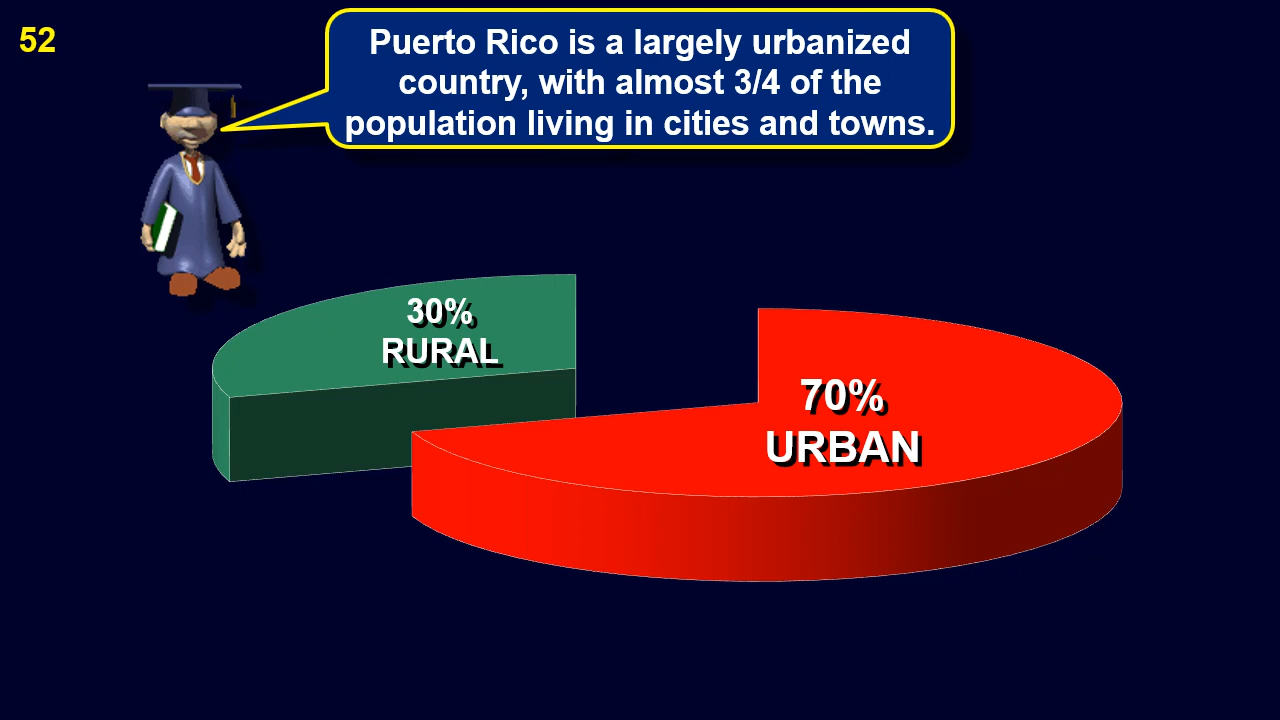 52
Puerto Rico is a largely urbanized
country, with almost 3/4 of the
population living in cities and towns.
30%
RURAL
70%
URBAN